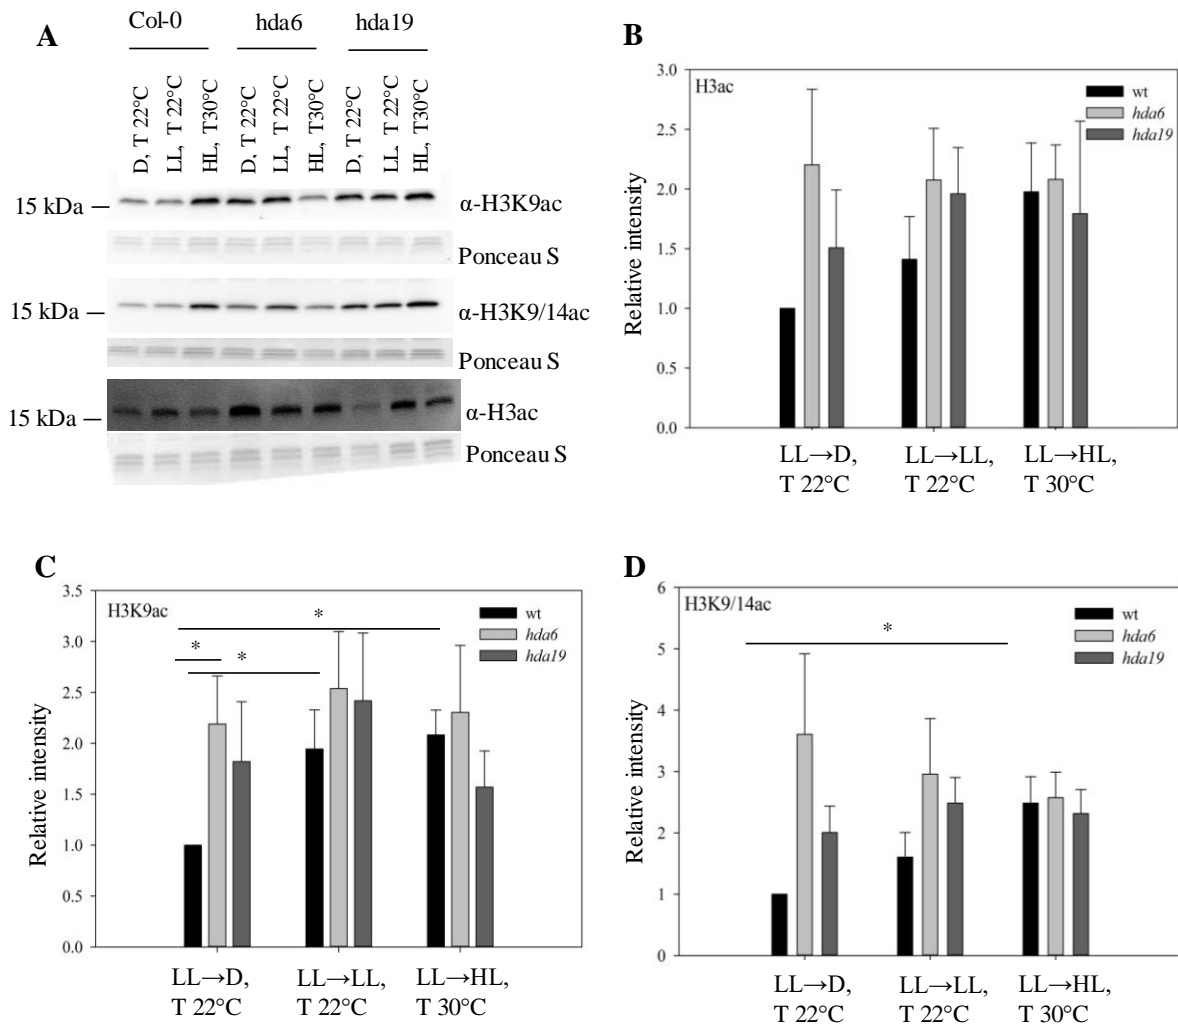 A
Col-0
hda6
hda19
D, T 22°C
LL, T 22°C
HL, T30°C
D, T 22°C
LL, T 22°C
HL, T30°C
D, T 22°C
LL, T 22°C
HL, T30°C
15 kDa
α-H3K9ac
Ponceau S
15 kDa
α-H3K9/14ac
Ponceau S
15 kDa
α-H3ac
Ponceau S
B
H3ac
wt
hda6
hda19
Relative intensity
3.0
2.5
2.0
1.5
1.0
0.5
0.0
LL→D,
T 22°C
LL→LL,
T 22°C
LL→HL,
T 30°C
C
H3K9ac
wt
hda6
hda19
*
*
*
Relative intensity
3.5
3.0
2.5
2.0
1.5
1.0
0.5
0.0
LL→D,
T 22°C
LL→LL,
T 22°C
LL→HL,
T 30°C
D
H3K9/14ac
wt
hda6
hda19
*
Relative intensity
6
5
4
3
2
1
0
LL→D,
T 22°C
LL→LL,
T 22°C
LL→HL,
T 30°C